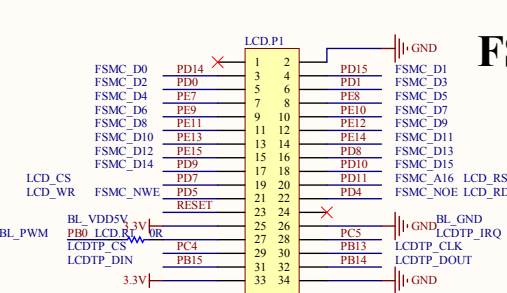 LCD.P1
FS
1 2 GND
FSMC_D0 PD14 3 4 PD15 FSMC_D1
FSMC_D2 PD0 5 6 PD1 FSMC_D3
FSMC_D4 PE7 7 8 PE8 FSMC_D5
FSMC_D6 PE9 9 10 PE10 FSMC_D7
FSMC_D8 PE11 11 12 PE12 FSMC_D9
FSMC_D10 PE13 13 14 PE14 FSMC_D11
FSMC_D12 PE15 15 16 PD8 FSMC_D13
FSMC_D14 PD9 17 18 PD10 FSMC_D15
LCD_CS PD7 19 20 PD11 FSMC_A16 LCD_RS
LCD_WR FSMC_NWE PD5 21 22 PD4 FSMC_NOE LCD_RD
RESET 23 24
BL_VDD5V 3.3V 25 26 GND BL_GND
BL_PWM PB0 LCD.R1 0R 27 28 PC5 LCDTP_IRQ
LCDTP_CS PC4 29 30 PB13 LCDTP_CLK
LCDTP_DIN PB15 31 32 PB14 LCDTP_DOUT
3.3V 33 34 GND